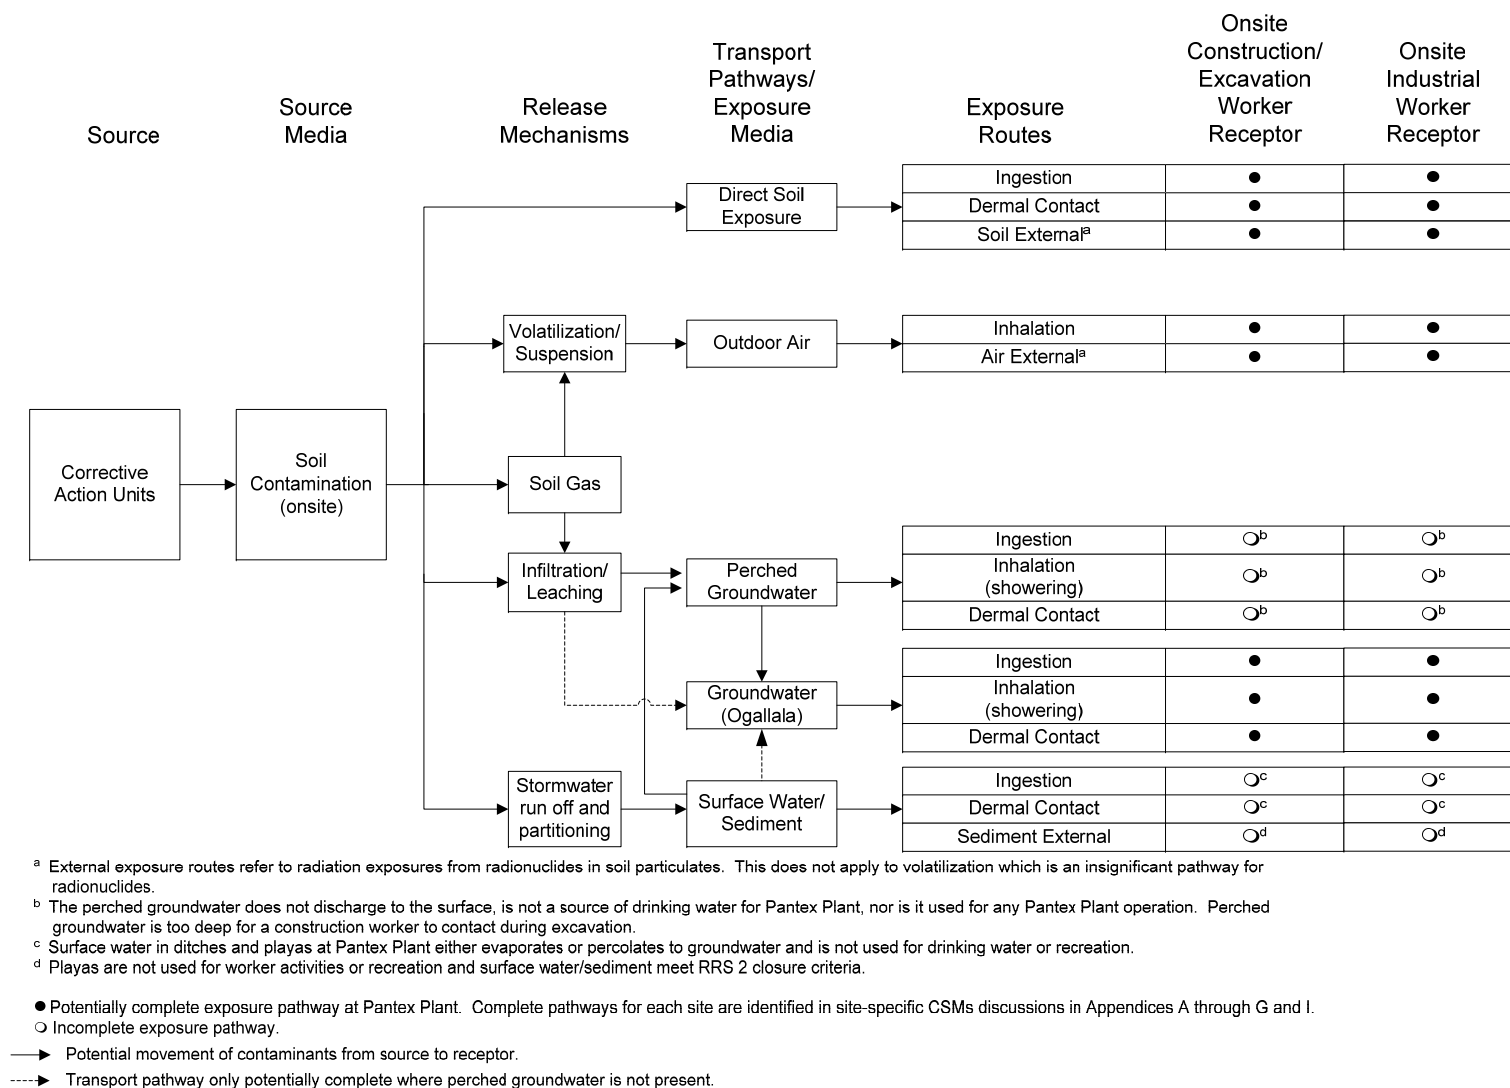 Source
Source
Media
Release
Mechanisms
Transport
Pathways/
Exposure
Media
Exposure
Routes
Onsite
Construction/
Excavation
Worker
Receptor
Onsite
Industrial
Worker
Receptor
Direct Soil
Exposure
Ingestion
Dermal Contact
Soil Externalᵃ
Volatilization/
Suspension
Outdoor Air
Inhalation
Air Externalᵃ
Corrective
Action Units
Soil
Contamination
(onsite)
Soil Gas
Infiltration/
Leaching
Perched
Groundwater
Ingestion
b
b
Inhalation
(showering)
b
b
Dermal Contact
b
b
Groundwater
(Ogallala)
Ingestion
Inhalation
(showering)
Dermal Contact
Stormwater
run off and
partitioning
Surface Water/
Sediment
Ingestion
c
c
Dermal Contact
c
c
Sediment External
d
d
ᵃ External exposure routes refer to radiation exposures from radionuclides in soil particulates. This does not apply to volatilization which is an insignificant pathway for
radionuclides.
ᵇ The perched groundwater does not discharge to the surface, is not a source of drinking water for Pantex Plant, nor is it used for any Pantex Plant operation. Perched
groundwater is too deep for a construction worker to contact during excavation.
ᶜ Surface water in ditches and playas at Pantex Plant either evaporates or percolates to groundwater and is not used for drinking water or recreation.
ᵈ Playas are not used for worker activities or recreation and surface water/sediment meet RRS 2 closure criteria.
Potentially complete exposure pathway at Pantex Plant. Complete pathways for each site are identified in site-specific CSMs discussions in Appendices A through G and I.
Incomplete exposure pathway.
Potential movement of contaminants from source to receptor.
Transport pathway only potentially complete where perched groundwater is not present.